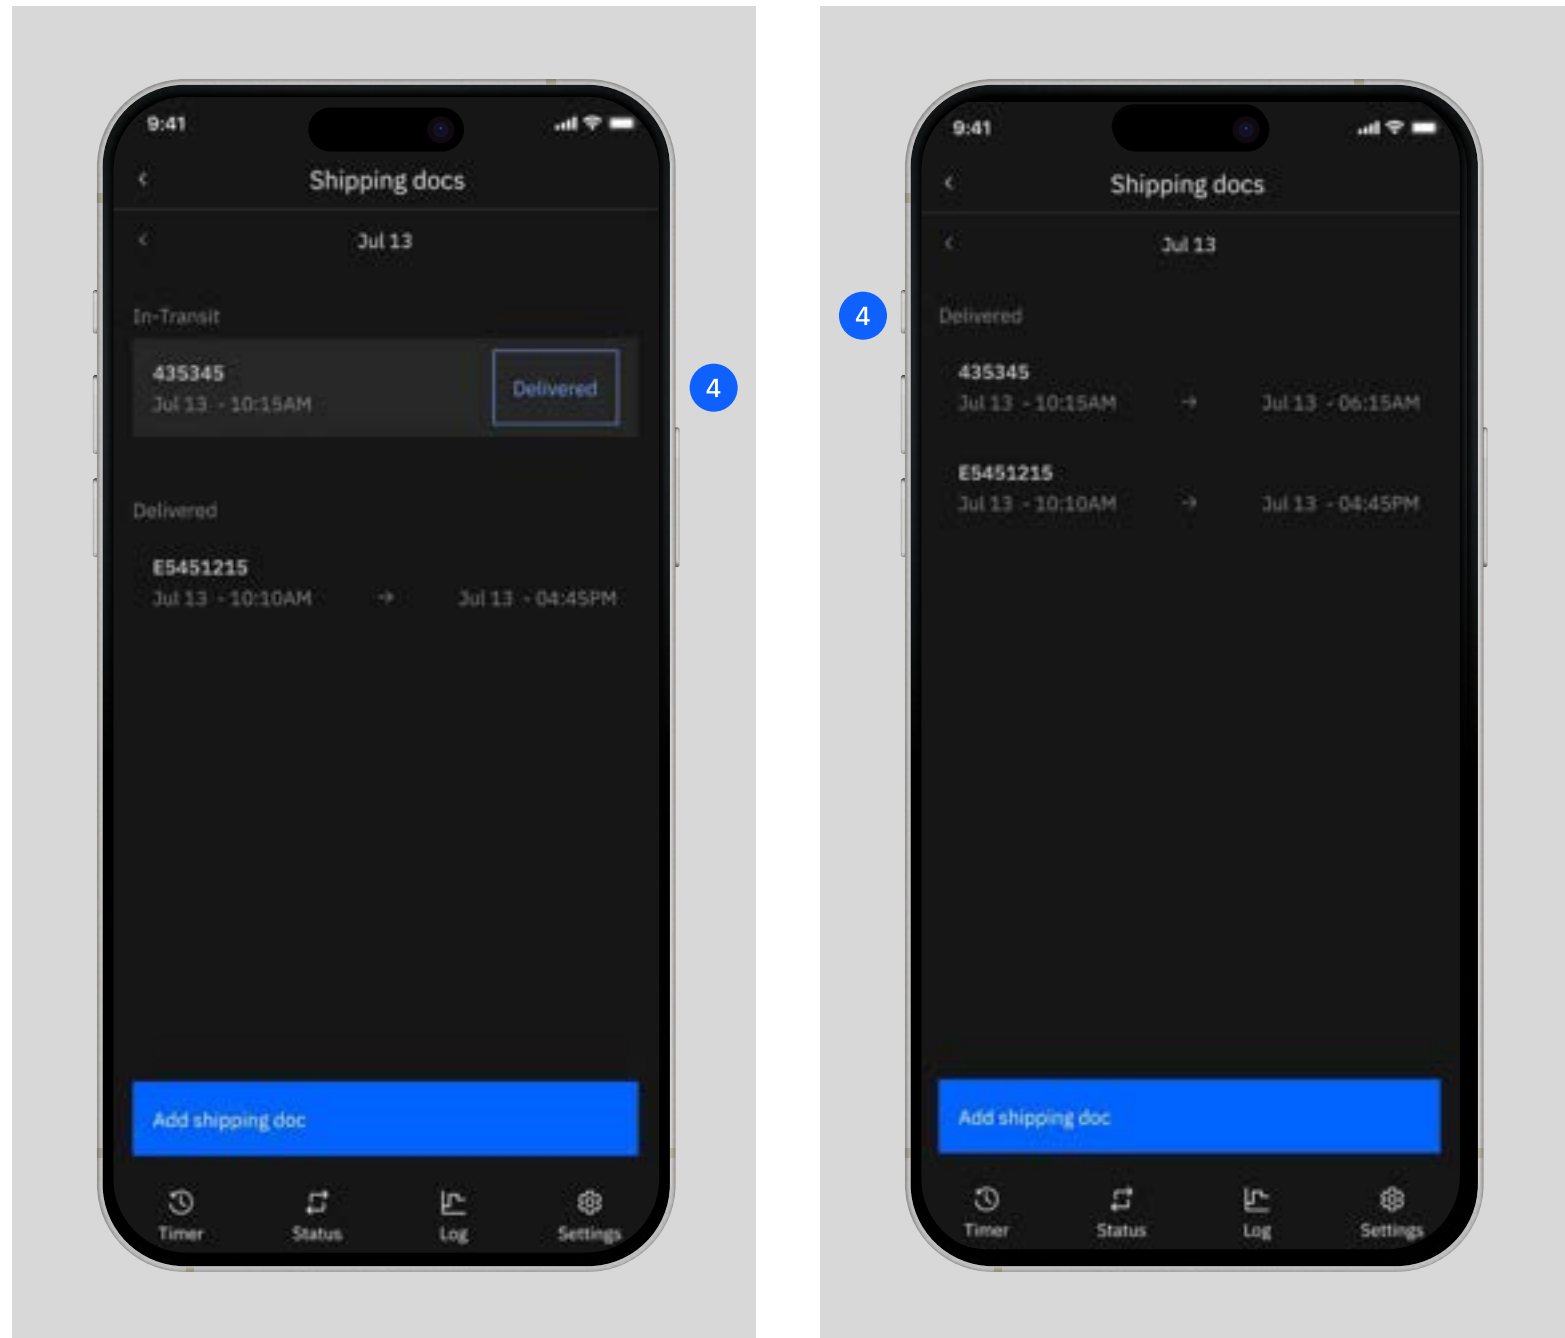 9:41
Shipping docs
Jul 13
In-Transit
435345
Jul 13 - 10:15AM
Delivered
4
Delivered
E5451215
Jul 13 - 10:10AM → Jul 13 - 04:45PM
Add shipping doc
Timer Status Log Settings
9:41
Shipping docs
Jul 13
4
Delivered
435345
Jul 13 - 10:15AM → Jul 13 - 06:15AM
E5451215
Jul 13 - 10:10AM → Jul 13 - 04:45PM
Add shipping doc
Timer Status Log Settings